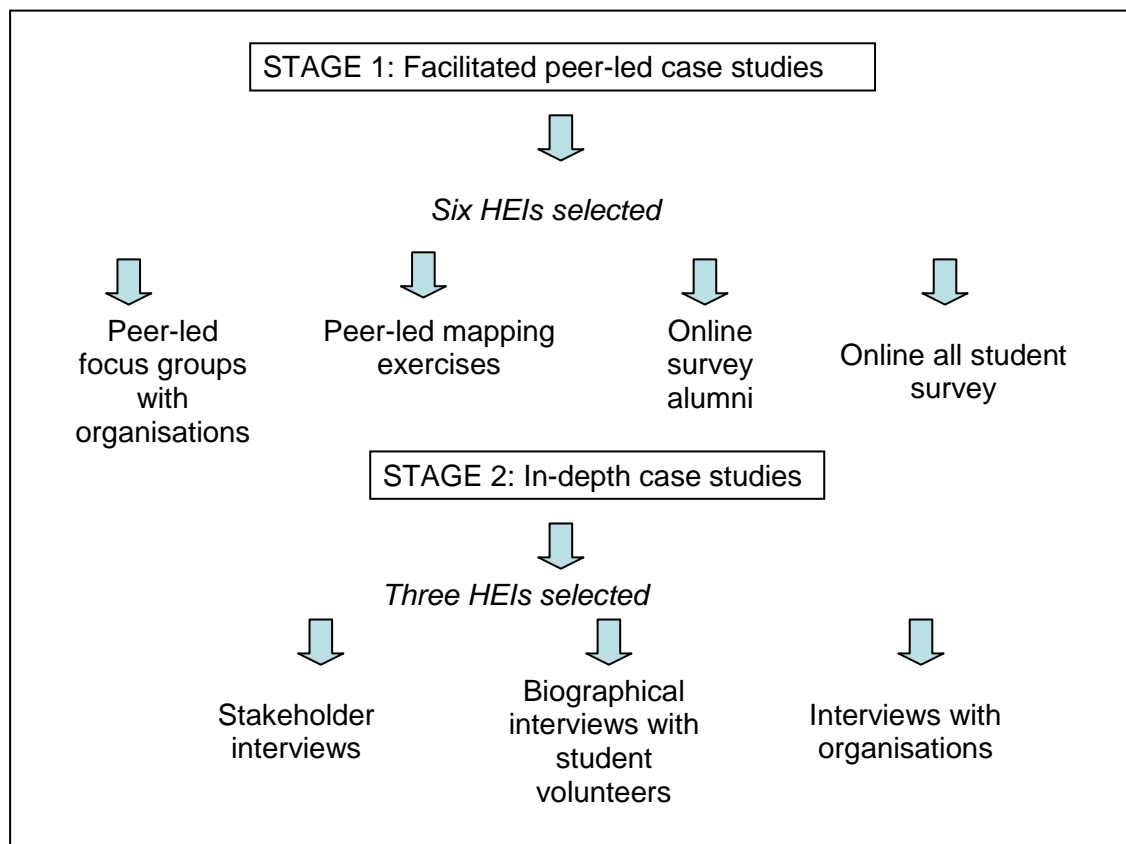 STAGE 1: Facilitated peer-led case studies
Six HEIs selected
Peer-led
focus groups
with
organisations
Peer-led mapping
exercises
Online
survey
alumni
Online all student
survey
STAGE 2: In-depth case studies
Three HEIs selected
Stakeholder
interviews
Biographical
interviews with
student
volunteers
Interviews with
organisations